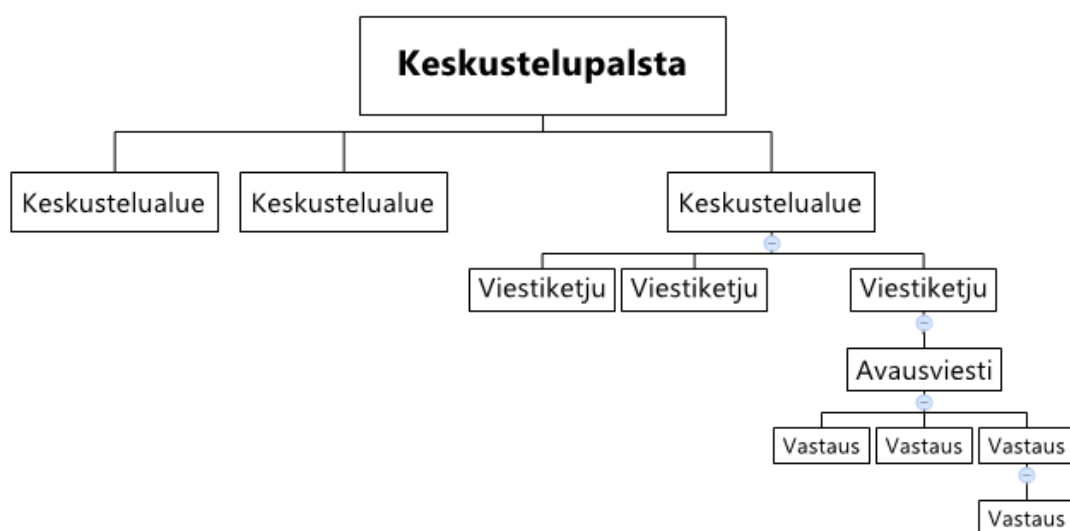 Keskustelupalsta
Keskustelualue
Keskustelualue
Keskustelualue
Viestiketju
Viestiketju
Viestiketju
Avausviesti
Vastaus
Vastaus
Vastaus
Vastaus